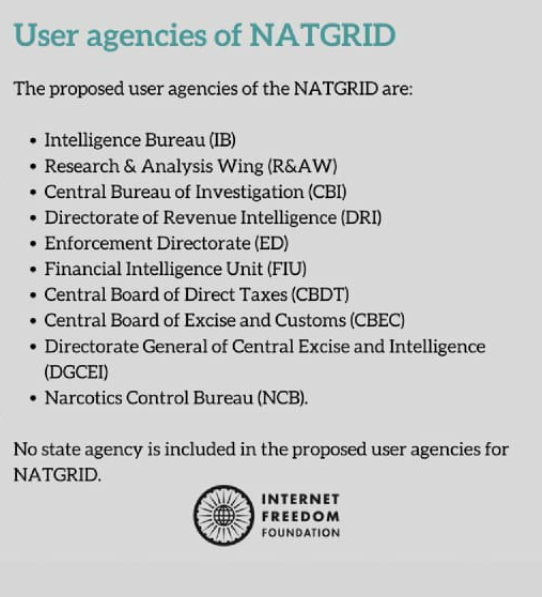 User agencies of NATGRID
The proposed user agencies of the NATGRID are:
• Intelligence Bureau (IB)
• Research & Analysis Wing (R&AW)
• Central Bureau of Investigation (CBI)
• Directorate of Revenue Intelligence (DRI)
• Enforcement Directorate (ED)
• Financial Intelligence Unit (FIU)
• Central Board of Direct Taxes (CBDT)
• Central Board of Excise and Customs (CBEC)
• Directorate General of Central Excise and Intelligence
(DGCEI)
• Narcotics Control Bureau (NCB).
No state agency is included in the proposed user agencies for
NATGRID.
INTERNET
FREEDOM
FOUNDATION